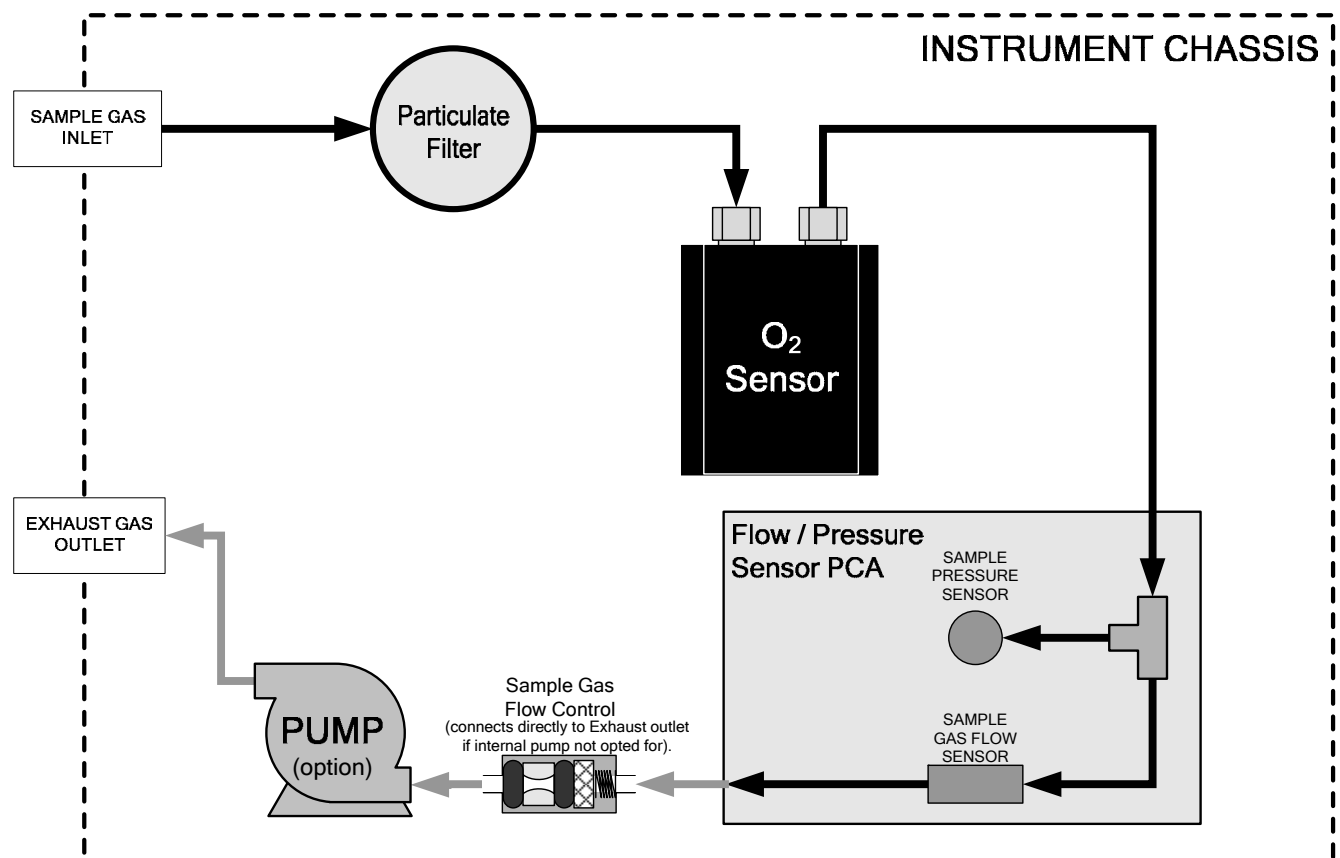 INSTRUMENT CHASSIS
SAMPLE GAS
INLET
Particulate
Filter
O₂
Sensor
EXHAUST GAS
OUTLET
Flow / Pressure
Sensor PCA
SAMPLE
PRESSURE
SENSOR
Sample Gas
Flow Control
(connects directly to Exhaust outlet
if internal pump not opted for).
PUMP
(option)
SAMPLE
GAS FLOW
SENSOR